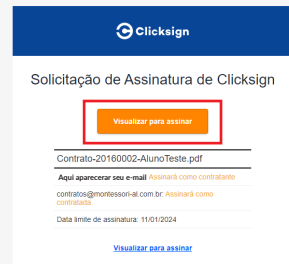 Clicksign
Solicitação de Assinatura de Clicksign
Visualizar para assinar
Contrato-20160002-AlunoTeste.pdf
Aqui aparecerar seu e-mail Assinará como contratante
contratos@montessori-al.com.br: Assinará como
contratada
Data limite de assinatura: 11/01/2024
Visualizar para assinar